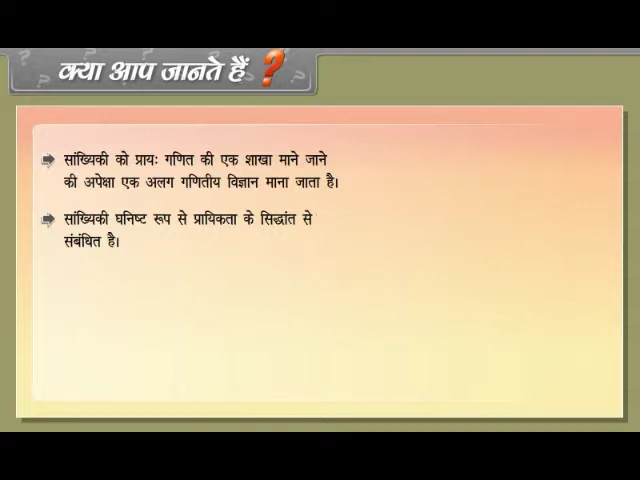 क्या आप जानते हैं ?
सांख्यिकी को प्रायः गणित की एक शाखा माने जाने
की अपेक्षा एक अलग गणितीय विज्ञान माना जाता है।
सांख्यिकी घनिष्ट रूप से प्रायिकता के सिद्धांत से
संबंधित है।